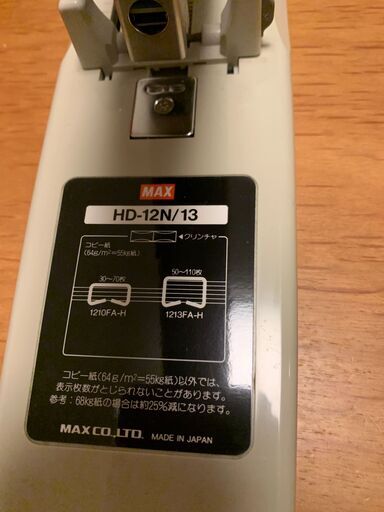 MAX
HD-12N/13
コピー紙
(64g/m²=55kg紙)
◀クリンチャ
30〜70枚
50〜110枚
1210FA-H
1213FA-H
コピー紙(64g/m²=55kg紙)以外では、
表示枚数がとじられないことがあります。
参考:68kg紙の場合は約25%減になります。
MAX CO.,LTD. MADE IN JAPAN